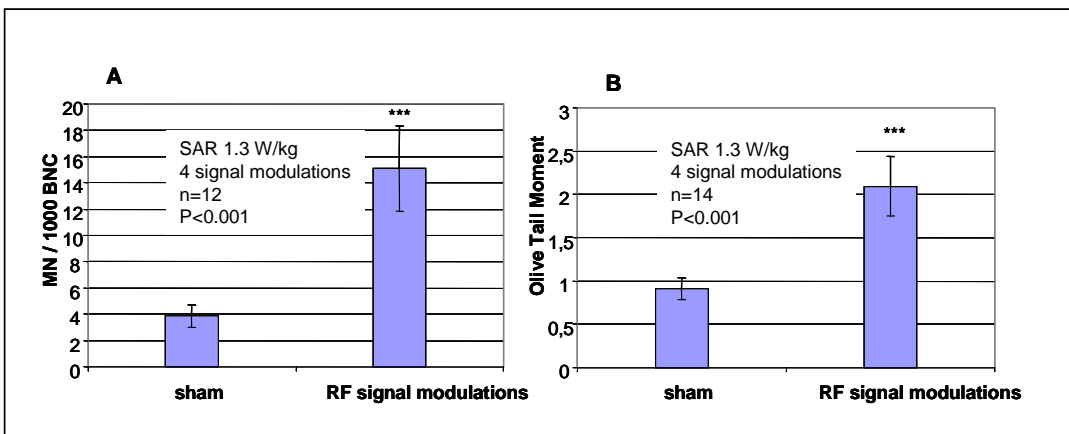 A
MN / 1000 BNC
20
18
16
14
12
10
8
6
4
2
0
***
SAR 1.3 W/kg
4 signal modulations
n=12
P<0.001
sham
RF signal modulations
B
Olive Tail Moment
3
2,5
2
1,5
1
0,5
0
***
SAR 1.3 W/kg
4 signal modulations
n=14
P<0.001
sham
RF signal modulations